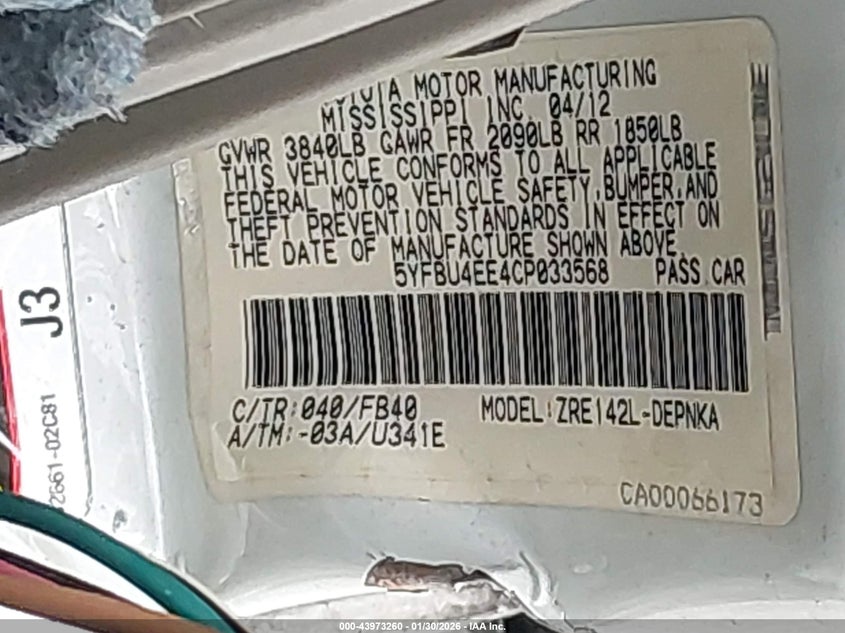 MOTOR MANUFACTURING
MISSISSIPPI INC. 04/12
GVWR 3840LB GAWR FR 2090LB RR 1850LB
THIS VEHICLE CONFORMS TO ALL APPLICABLE
FEDERAL MOTOR VEHICLE SAFETY,BUMPER,AND
THEFT PREVENTION STANDARDS IN EFFECT ON
THE DATE OF MANUFACTURE SHOWN ABOVE.
5YFBU4EE4CP033568 PASS CAR
C/TR:040/FB40 MODEL:ZRE142L-DEPNKA
A/TM:-03A/U341E
CA00066173
J3
000-43973260 - 01/30/2026 - IAA Inc.